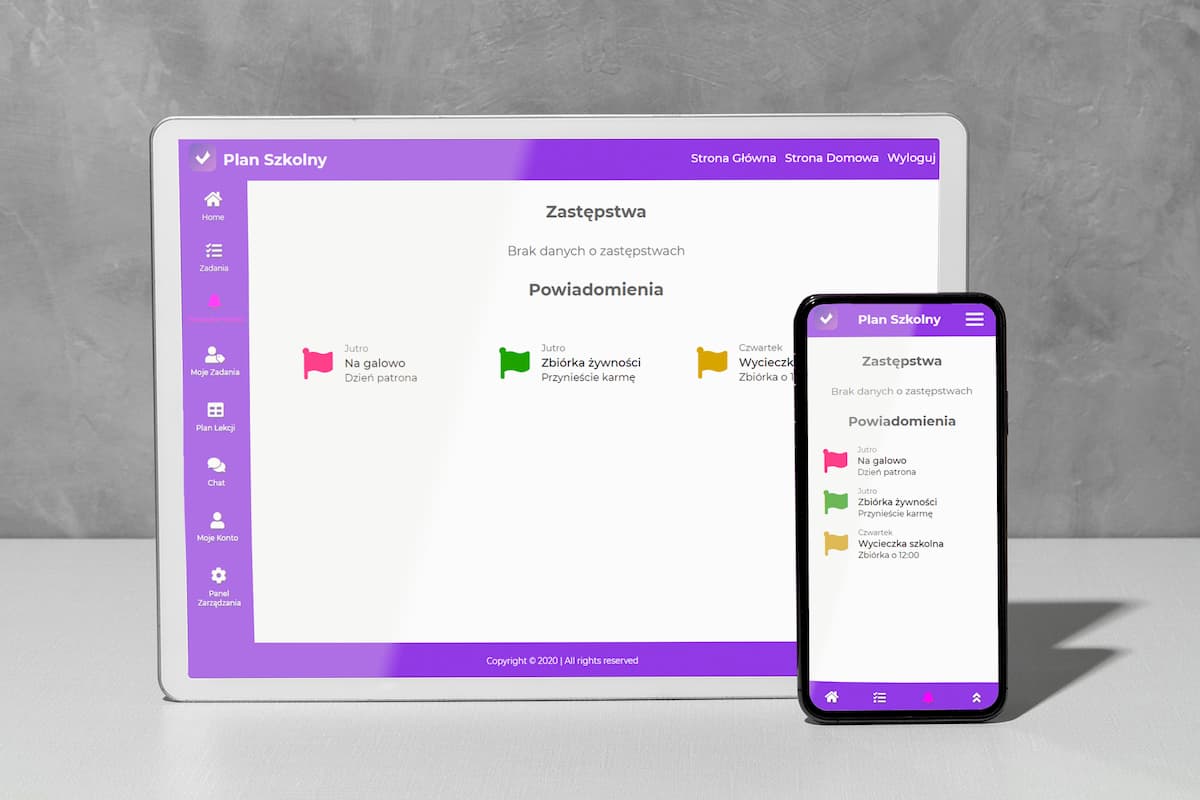 Plan Szkolny
Strona Główna Strona Domowa Wyloguj
Home
Zadania
Moje Zadania
Plan Lekcji
Chat
Moje Konto
Panel
Zarządzania
Zastępstwa
Brak danych o zastępstwach
Powiadomienia
Jutro
Na galowo
Dzień patrona
Jutro
Zbiórka żywności
Przynieście karmę
Czwartek
Wycieczk
Zbiórka o 1
Copyright © 2020 | All rights reserved
Plan Szkolny
Zastępstwa
Brak danych o zastępstwach
Powiadomienia
Jutro
Na galowo
Dzień patrona
Jutro
Zbiórka żywności
Przynieście karmę
Czwartek
Wycieczka szkolna
Zbiórka o 12:00